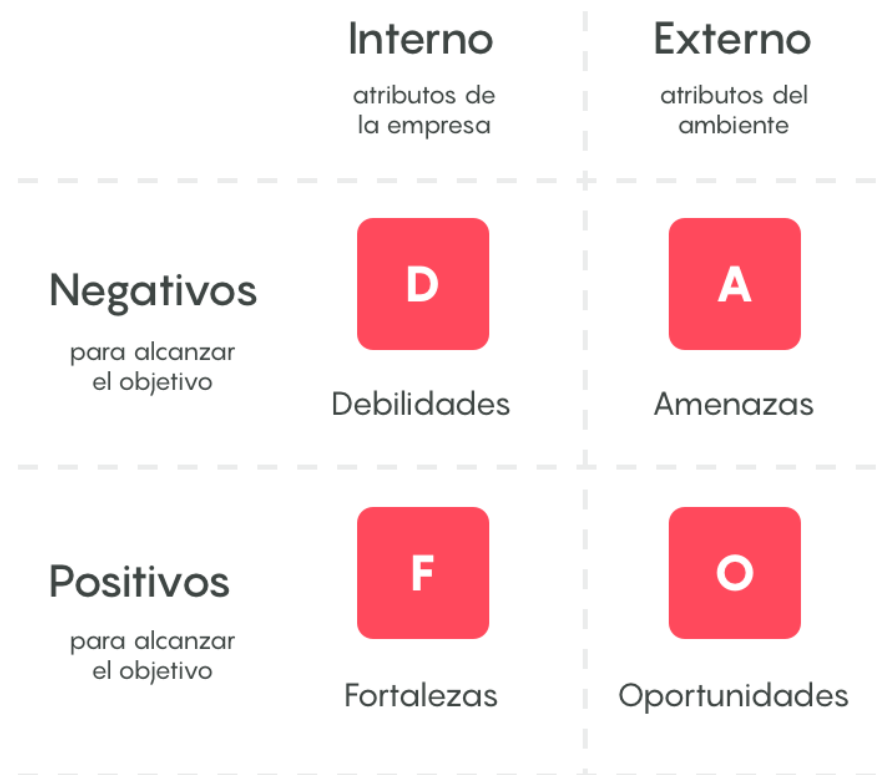 Interno
Externo
atributos de
la empresa
atributos del
ambiente
Negativos
para alcanzar
el objetivo
D
Debilidades
A
Amenazas
Positivos
para alcanzar
el objetivo
F
Fortalezas
O
Oportunidades